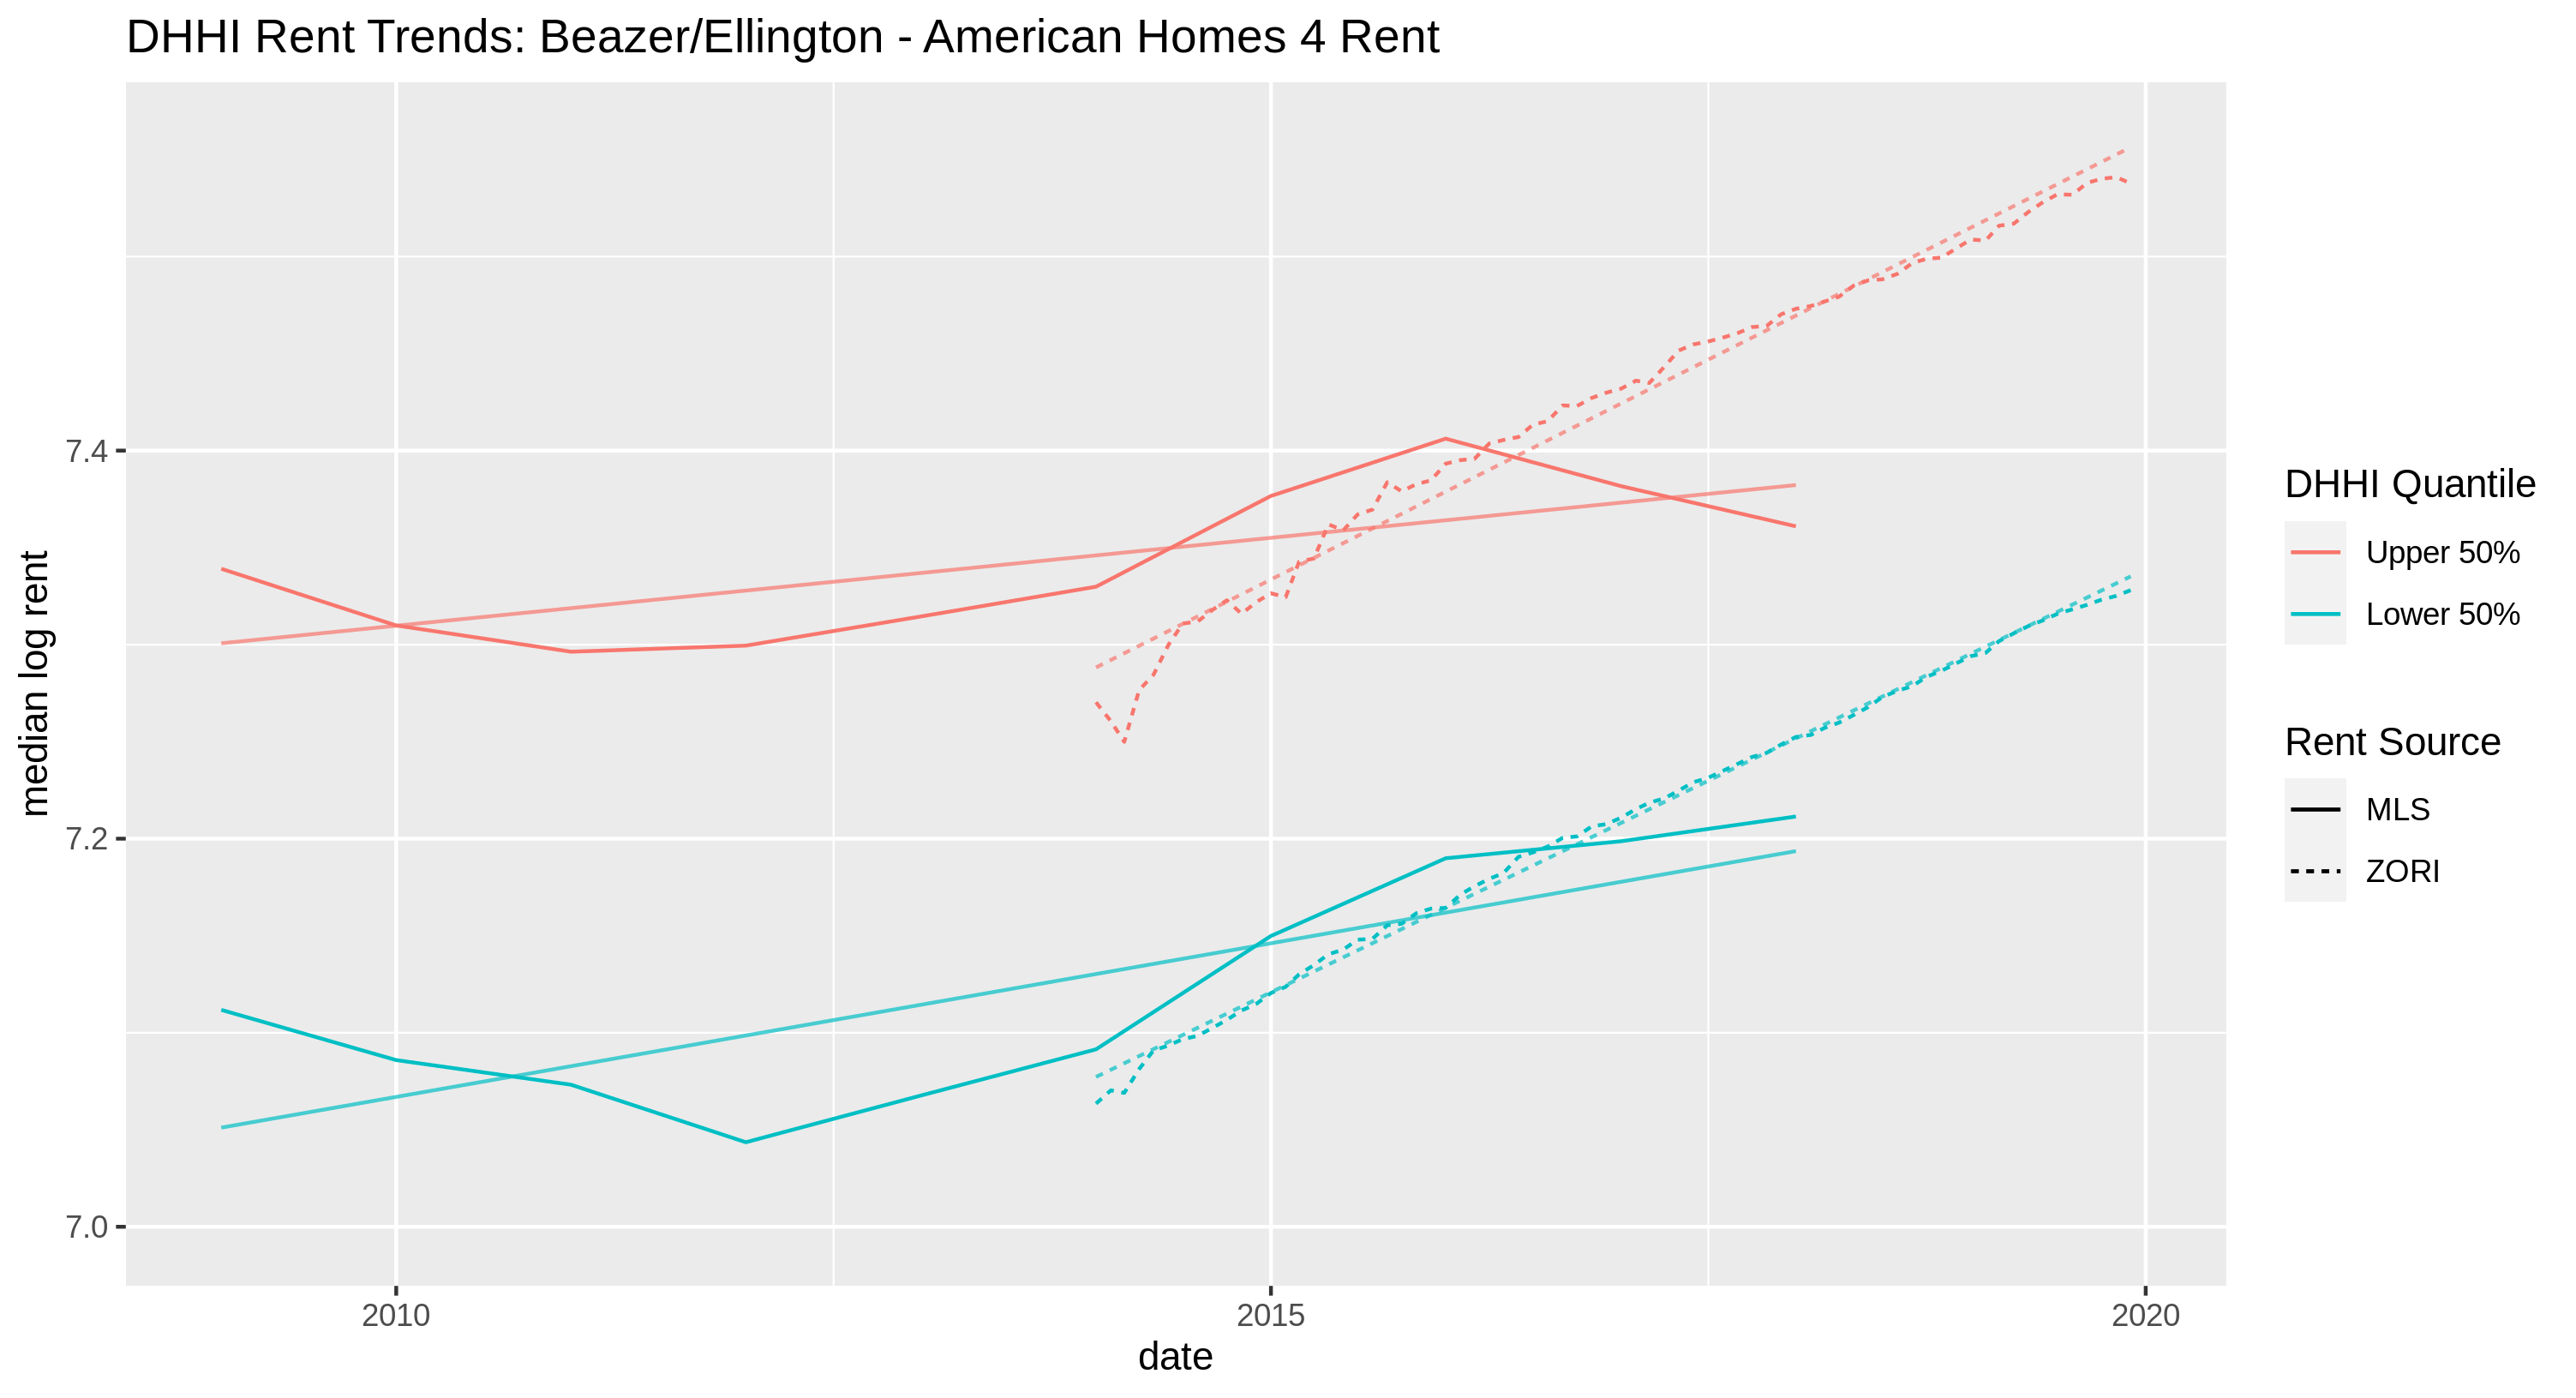 DHHI Rent Trends: Beazer/Ellington - American Homes 4 Rent
median log rent
7.4
7.2
7.0
2010
2015
2020
date
DHHI Quantile
Upper 50%
Lower 50%
Rent Source
MLS
ZORI